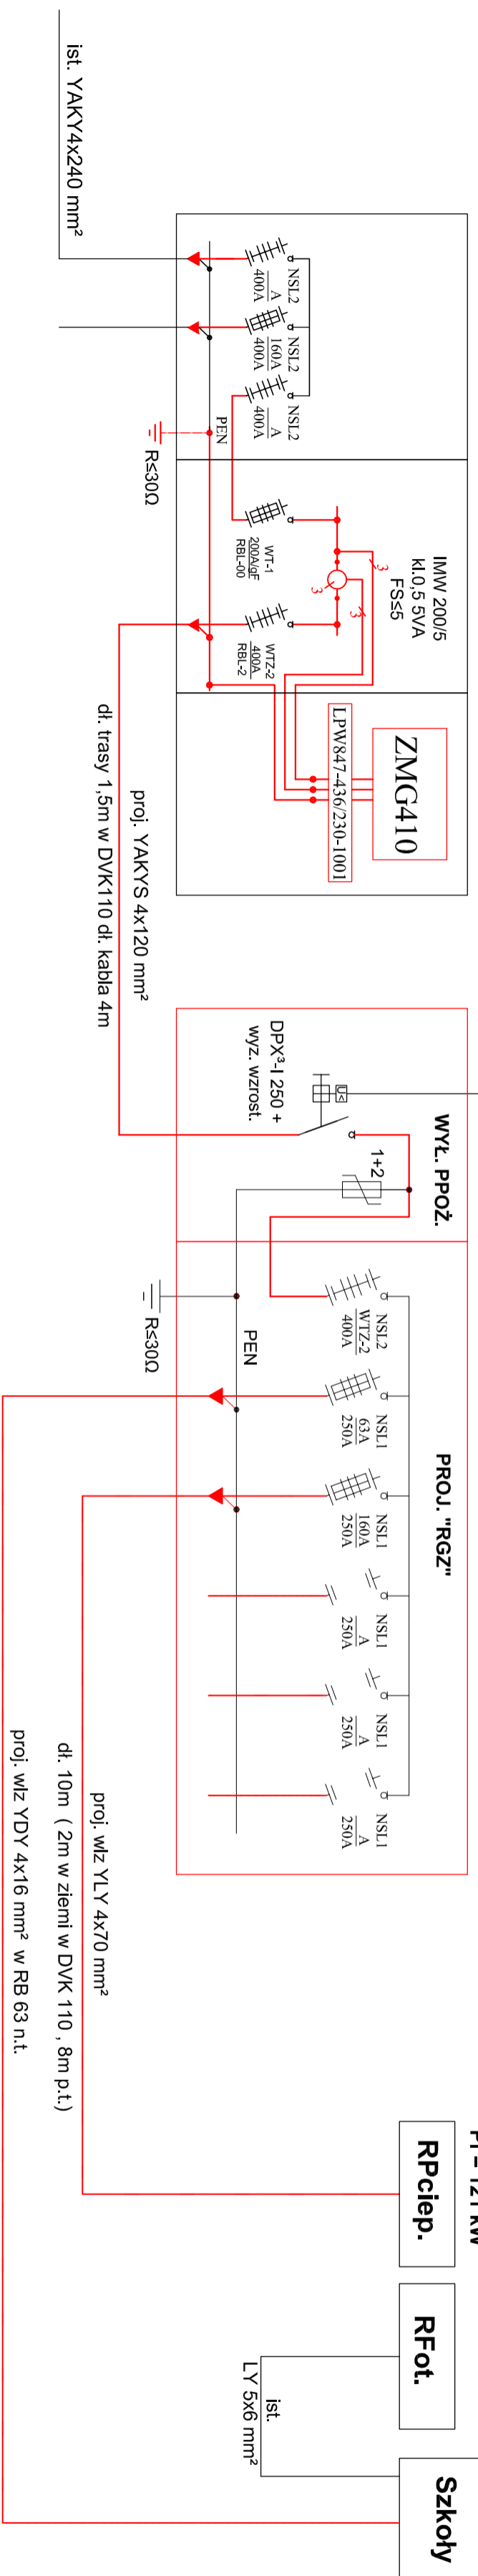 ist. YAKY4x240 mm²
NSL2
A
400A
NSL2
160A
400A
NSL2
A
400A
PEN
R≤30Ω
WT-1
200A/gF
RBL-00
WTZ-2
400A
RBL-2
IMW 200/5
kl.0,5 5VA
FS≤5
3
3
3
ZMG410
LPW847-436/230-1001
proj. YAKYS 4x120 mm²
dł. trasy 1,5m w DVK110 dł. kabla 4m
WYŁ. PPOŻ.
U<
DPX³-I 250 +
wyz. wzrost.
1+2
PROJ. "RGZ"
NSL2
WTZ-2
400A
NSL1
63A
250A
NSL1
160A
250A
NSL1
A
250A
NSL1
A
250A
NSL1
A
250A
PEN
R≤30Ω
proj. wlz YLY 4x70 mm²
dł. 10m ( 2m w ziemi w DVK 110 , 8m p.t.)
proj. wlz YDY 4x16 mm² w RB 63 n.t.
RPciep.
RFot.
Szkoły
ist.
LY 5x6 mm²